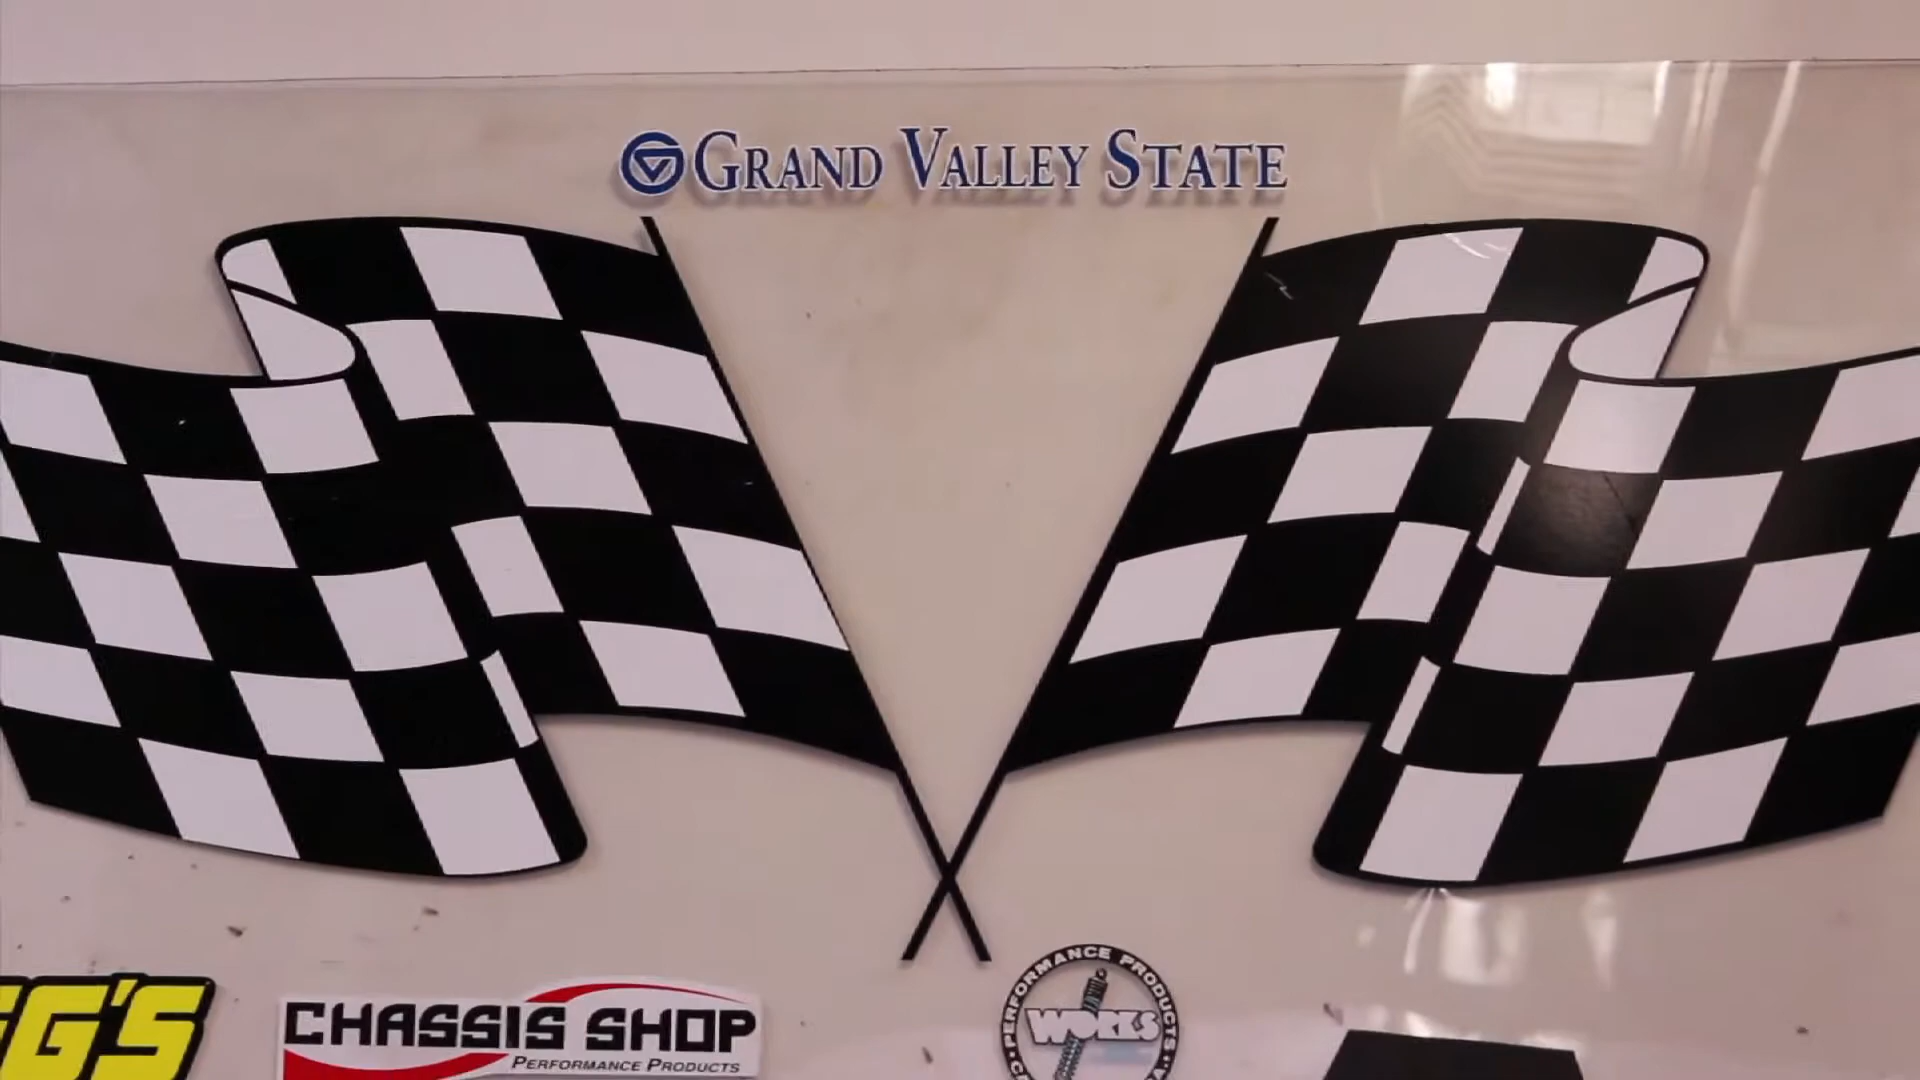 GRAND VALLEY STATE
CHASSIS SHOP
PERFORMANCE PRODUCTS
PERFORMANCE PRODUCTS
WORKS
G'S